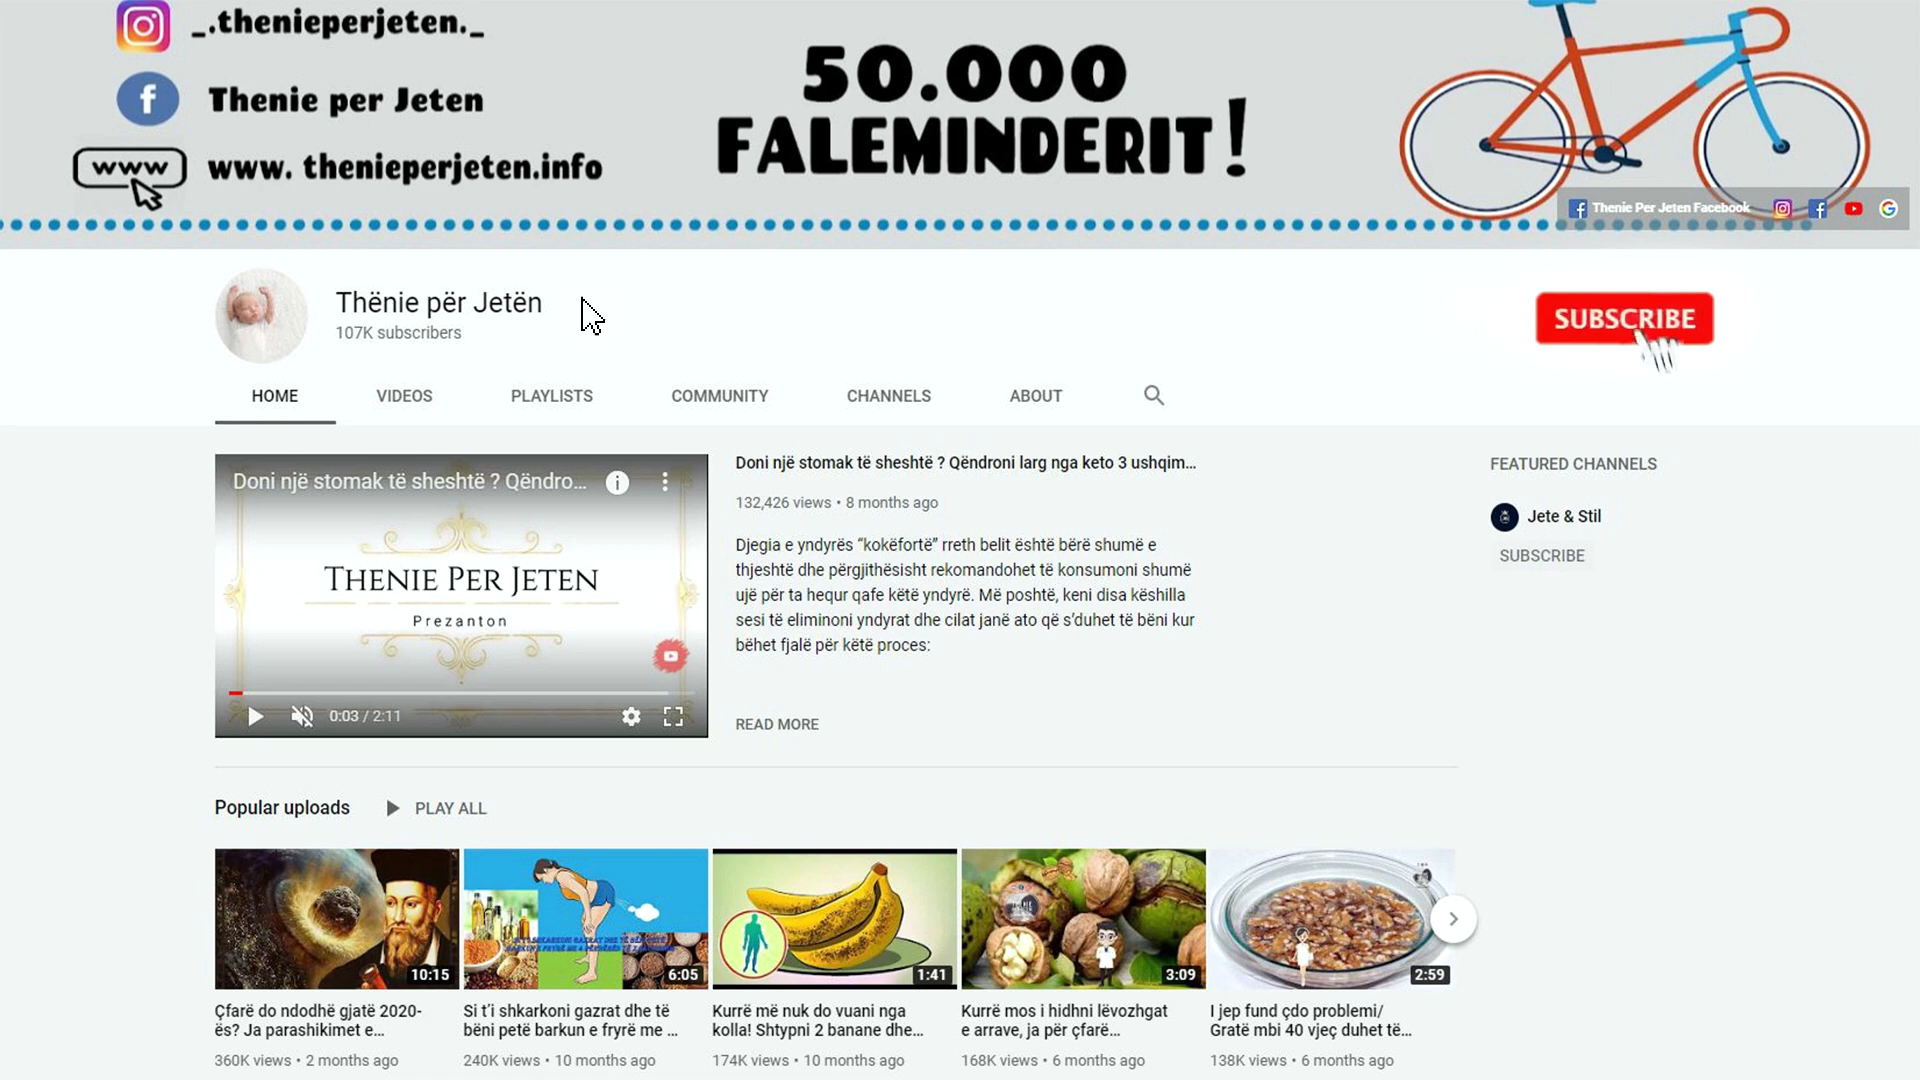 _.thenieperjeten._
Thenie per Jeten
www
www. thenieperjeten.info
50.000
FALEMINDERIT!
Thenie Per Jeten Facebook
Thënie për Jetën
107K subscribers
SUBSCRIBE
HOME
VIDEOS
PLAYLISTS
COMMUNITY
CHANNELS
ABOUT
Doni një stomak të sheshtë ? Qëndro...
THENIE PER JETEN
Prezanton
0:03 / 2:11
Doni një stomak të sheshtë ? Qëndroni larg nga keto 3 ushqim...
132,426 views • 8 months ago
Djegia e yndyrës “kokëfortë” rreth belit është bërë shumë e
thjeshtë dhe përgjithësisht rekomandohet të konsumoni shumë
ujë për ta hequr qafe këtë yndyrë. Më poshtë, keni disa këshilla
sesi të eliminoni yndyrat dhe cilat janë ato që s’duhet të bëni kur
bëhet fjalë për këtë proces:
READ MORE
FEATURED CHANNELS
Jete & Stil
SUBSCRIBE
Popular uploads
PLAY ALL
10:15
6:05
1:41
3:09
2:59
Çfarë do ndodhë gjatë 2020-
ës? Ja parashikimet e...
360K views • 2 months ago
Si t’i shkarkoni gazrat dhe të
bëni petë barkun e fryrë me ...
240K views • 10 months ago
Kurrë më nuk do vuani nga
kolla! Shtypni 2 banane dhe...
174K views • 10 months ago
Kurrë mos i hidhni lëvozhgat
e arrave, ja për çfarë...
168K views • 6 months ago
I jep fund çdo problemi/
Gratë mbi 40 vjeç duhet të...
138K views • 6 months ago